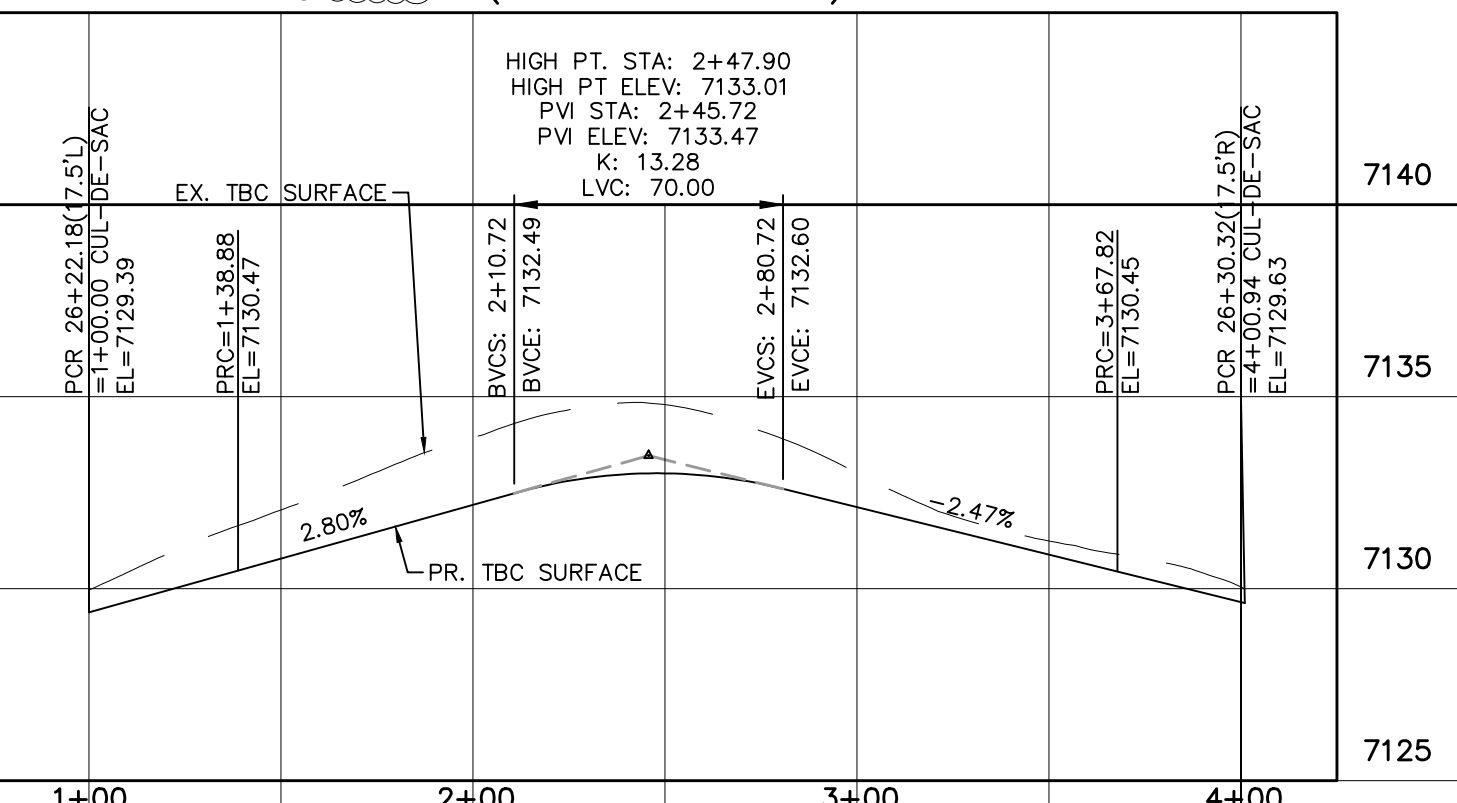 HIGH PT. STA: 2+47.90
HIGH PT ELEV: 7133.01
PVI STA: 2+45.72
PVI ELEV: 7133.47
K: 13.28
LVC: 70.00
PCR 26+22.18(17.5'L)
=1+00.00 CUL-DE-SAC
EL=7129.39
EX. TBC SURFACE
PRC=1+38.88
EL=7130.47
BVCS: 2+10.72
BVCE: 7132.49
EVCS: 2+80.72
EVCE: 7132.60
PRC=3+67.82
EL=7130.45
PCR 26+30.32(17.5'R)
=4+00.94 CUL-DE-SAC
EL=7129.63
7140
7135
2.80%
-2.47%
PR. TBC SURFACE
7130
7125
1+00
2+00
3+00
4+00